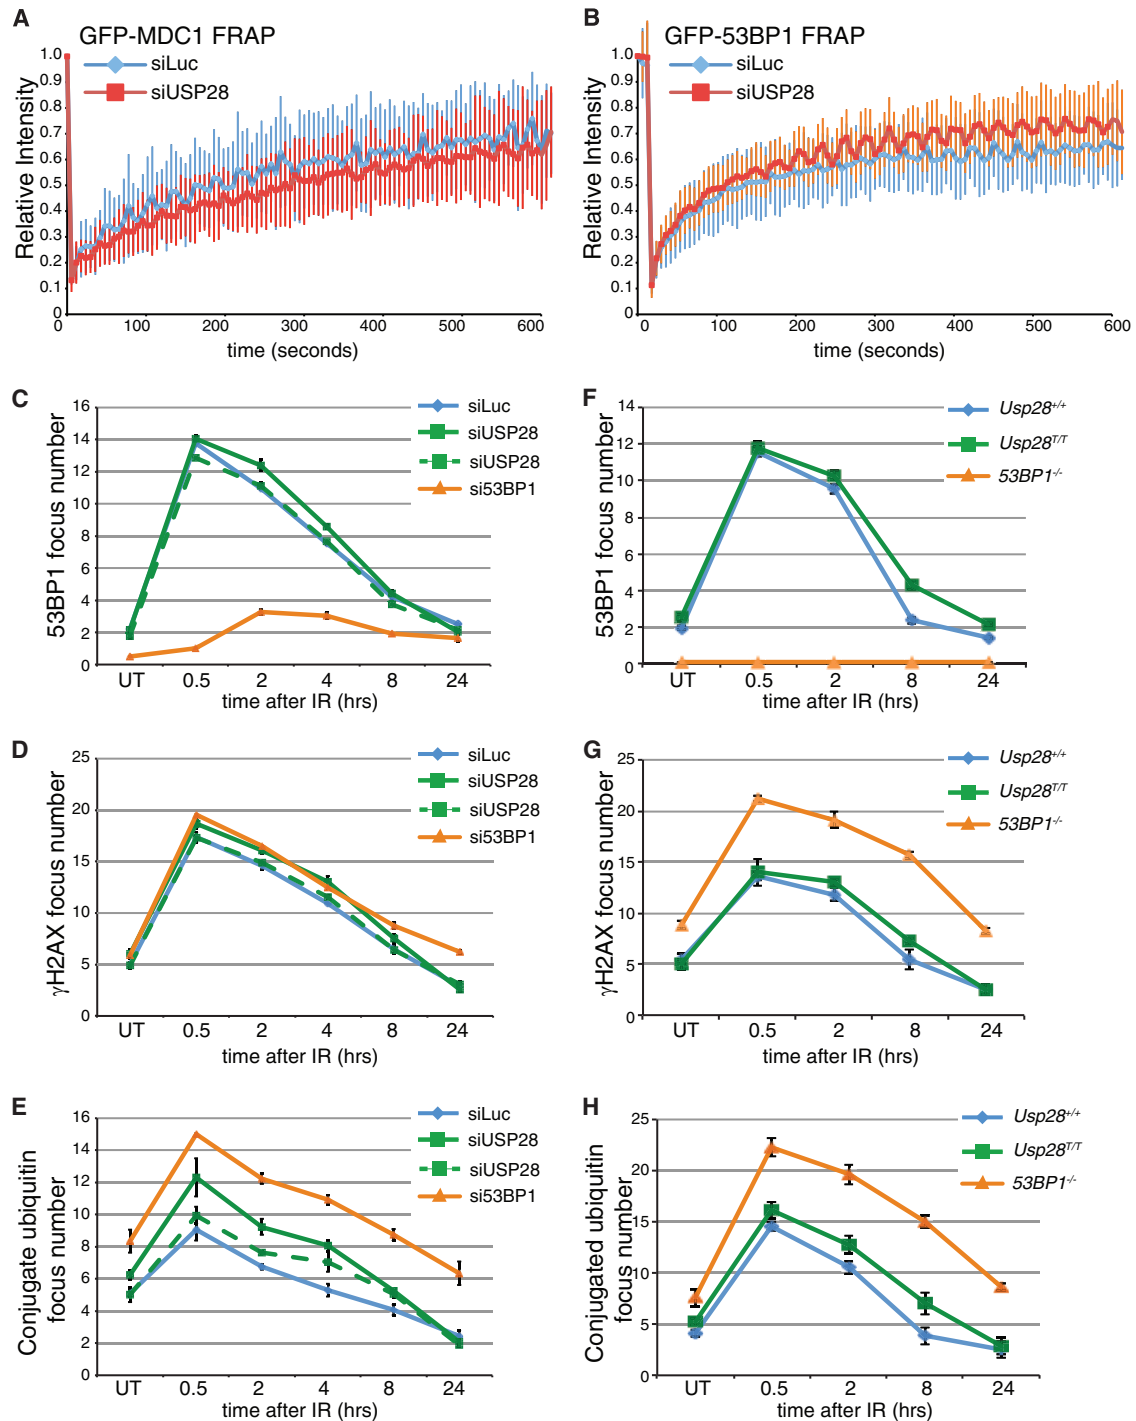 A
GFP-MDC1 FRAP
siLuc
siUSP28
Relative Intensity
1.0
0.9
0.8
0.7
0.6
0.5
0.4
0.3
0.2
0.1
0
0 100 200 300 400 500 600
time (seconds)
B
GFP-53BP1 FRAP
siLuc
siUSP28
Relative Intensity
1.0
0.9
0.8
0.7
0.6
0.5
0.4
0.3
0.2
0.1
0
0 100 200 300 400 500 600
time (seconds)
C
siLuc
siUSP28
siUSP28
si53BP1
53BP1 focus number
16
14
12
10
8
6
4
2
0
UT 0.5 2 4 8 24
time after IR (hrs)
F
Usp28+/+
Usp28T/T
53BP1-/-
53BP1 focus number
14
12
10
8
6
4
2
0
UT 0.5 2 8 24
time after IR (hrs)
D
siLuc
siUSP28
siUSP28
si53BP1
γH2AX focus number
25
20
15
10
5
0
UT 0.5 2 4 8 24
time after IR (hrs)
G
Usp28+/+
Usp28T/T
53BP1-/-
γH2AX focus number
25
20
15
10
5
0
UT 0.5 2 8 24
time after IR (hrs)
E
siLuc
siUSP28
siUSP28
si53BP1
Conjugate ubiquitin
focus number
16
14
12
10
8
6
4
2
0
UT 0.5 2 4 8 24
time after IR (hrs)
H
Usp28+/+
Usp28T/T
53BP1-/-
Conjugated ubiquitin
focus number
25
20
15
10
5
0
UT 0.5 2 8 24
time after IR (hrs)